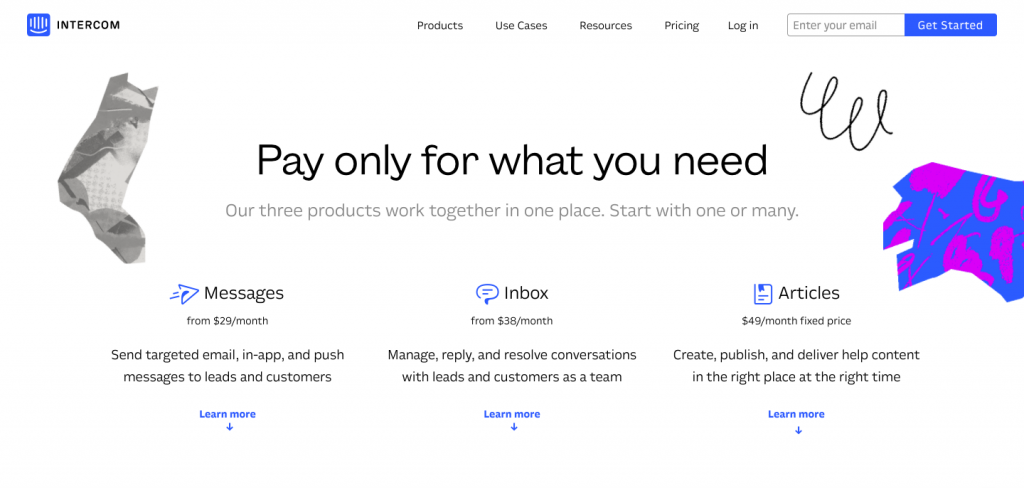 INTERCOM
Products
Use Cases
Resources
Pricing
Log in
Enter your email
Get Started
Pay only for what you need
Our three products work together in one place. Start with one or many.
Messages
from $29/month
Send targeted email, in-app, and push
messages to leads and customers
Learn more
Inbox
from $38/month
Manage, reply, and resolve conversations
with leads and customers as a team
Learn more
Articles
$49/month fixed price
Create, publish, and deliver help content
in the right place at the right time
Learn more